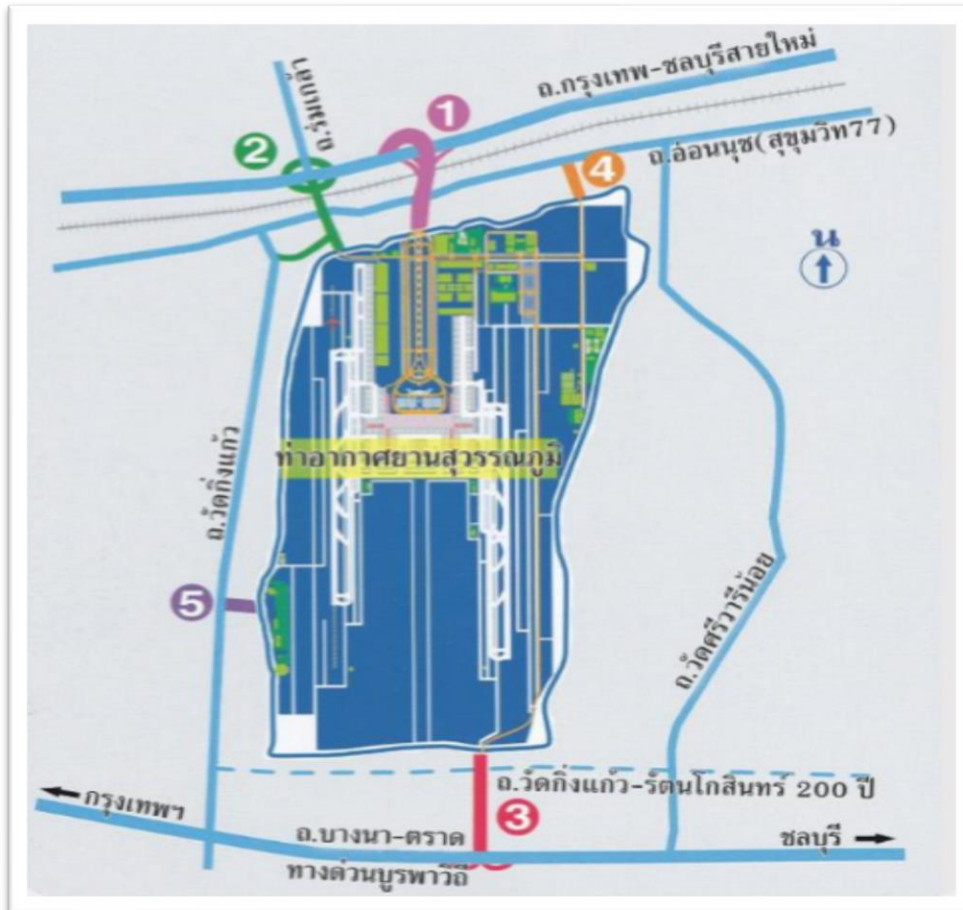 ถ.กรุงเทพ-ชลบุรีสายใหม่
ถ.ร่มเกล้า
1
2
ถ.อ่อนนุช(สุขุมวิท77)
4
น
ท่าอากาศยานสุวรรณภูมิ
ถ.วัดกิ่งแก้ว
5
ถ.วัดศรีวารีน้อย
ถ.วัดกิ่งแก้ว-รัตนโกสินทร์ 200 ปี
กรุงเทพฯ
3
ถ.บางนา-ตราด
ชลบุรี
ทางด่วนบูรพาวิถี